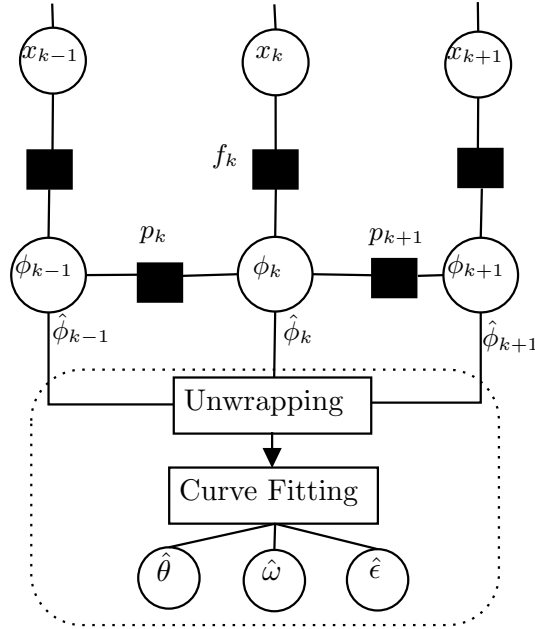 x_{k-1} x_k x_{k+1}
f_k
p_k p_{k+1}
ϕ_{k-1} ϕ_k ϕ_{k+1}
ϕ̂_{k-1} ϕ̂_k ϕ̂_{k+1}
Unwrapping
Curve Fitting
θ̂ ω̂ ϵ̂